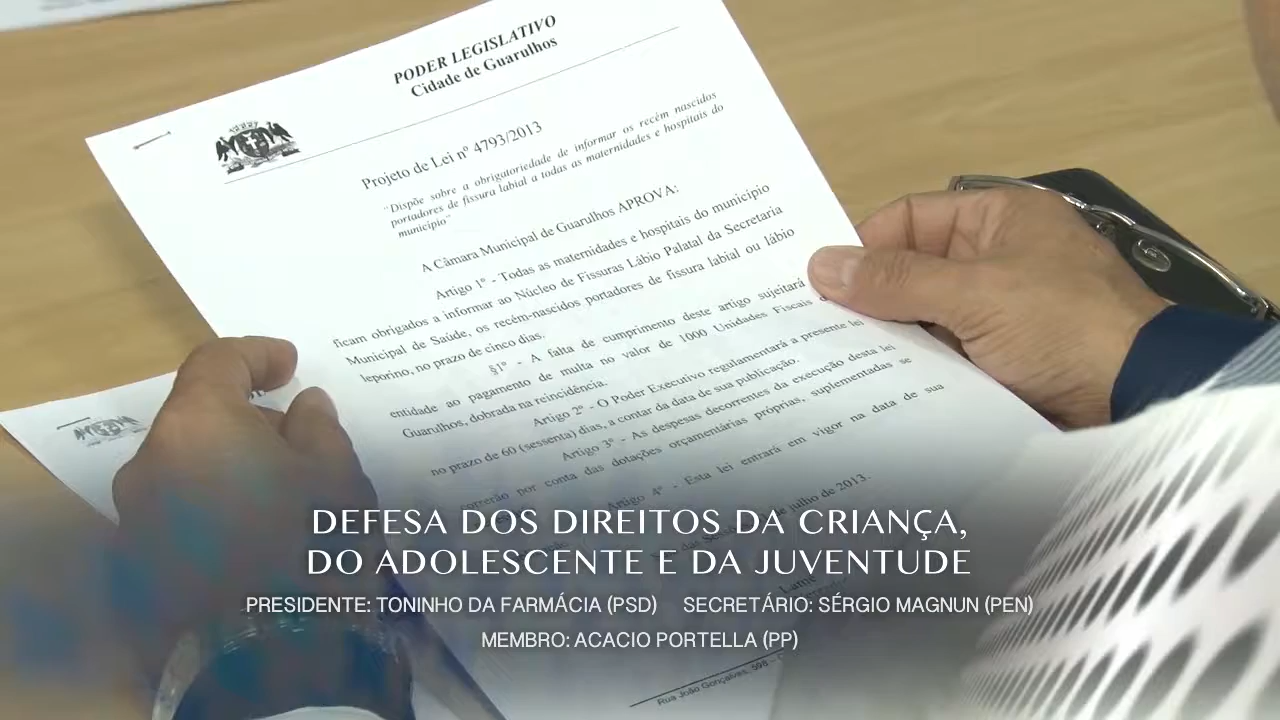 PODER LEGISLATIVO
Cidade de Guarulhos
Projeto de Lei nº 4793/2013
"Dispõe sobre a obrigatoriedade de informar os recém nascidos
portadores de fissura labial a todas as maternidades e hospitais do
município"
A Câmara Municipal de Guarulhos APROVA:
Artigo 1º - Todas as maternidades e hospitais do município
ficam obrigados a informar ao Núcleo de Fissuras Lábio Palatal da Secretaria
Municipal de Saúde, os recém-nascidos portadores de fissura labial ou lábio
leporino, no prazo de cinco dias.
§1º - A falta de cumprimento deste artigo sujeitará
entidade ao pagamento de multa no valor de 1000 Unidades Fiscais
Guarulhos, dobrada na reincidência.
Artigo 2º - O Poder Executivo regulamentará a presente lei
no prazo de 60 (sessenta) dias, a contar da data de sua publicação.
Artigo 3º - As despesas decorrentes da execução desta lei
por conta das dotações orçamentárias próprias, suplementadas se
Artigo 4º - Esta lei entrará em vigor na data de sua
de julho de 2013.
DEFESA DOS DIREITOS DA CRIANÇA,
DO ADOLESCENTE E DA JUVENTUDE
PRESIDENTE: TONINHO DA FARMÁCIA (PSD) SECRETÁRIO: SÉRGIO MAGNUN (PEN)
MEMBRO: ACACIO PORTELLA (PP)
Rua João Gonçalves, 598 -